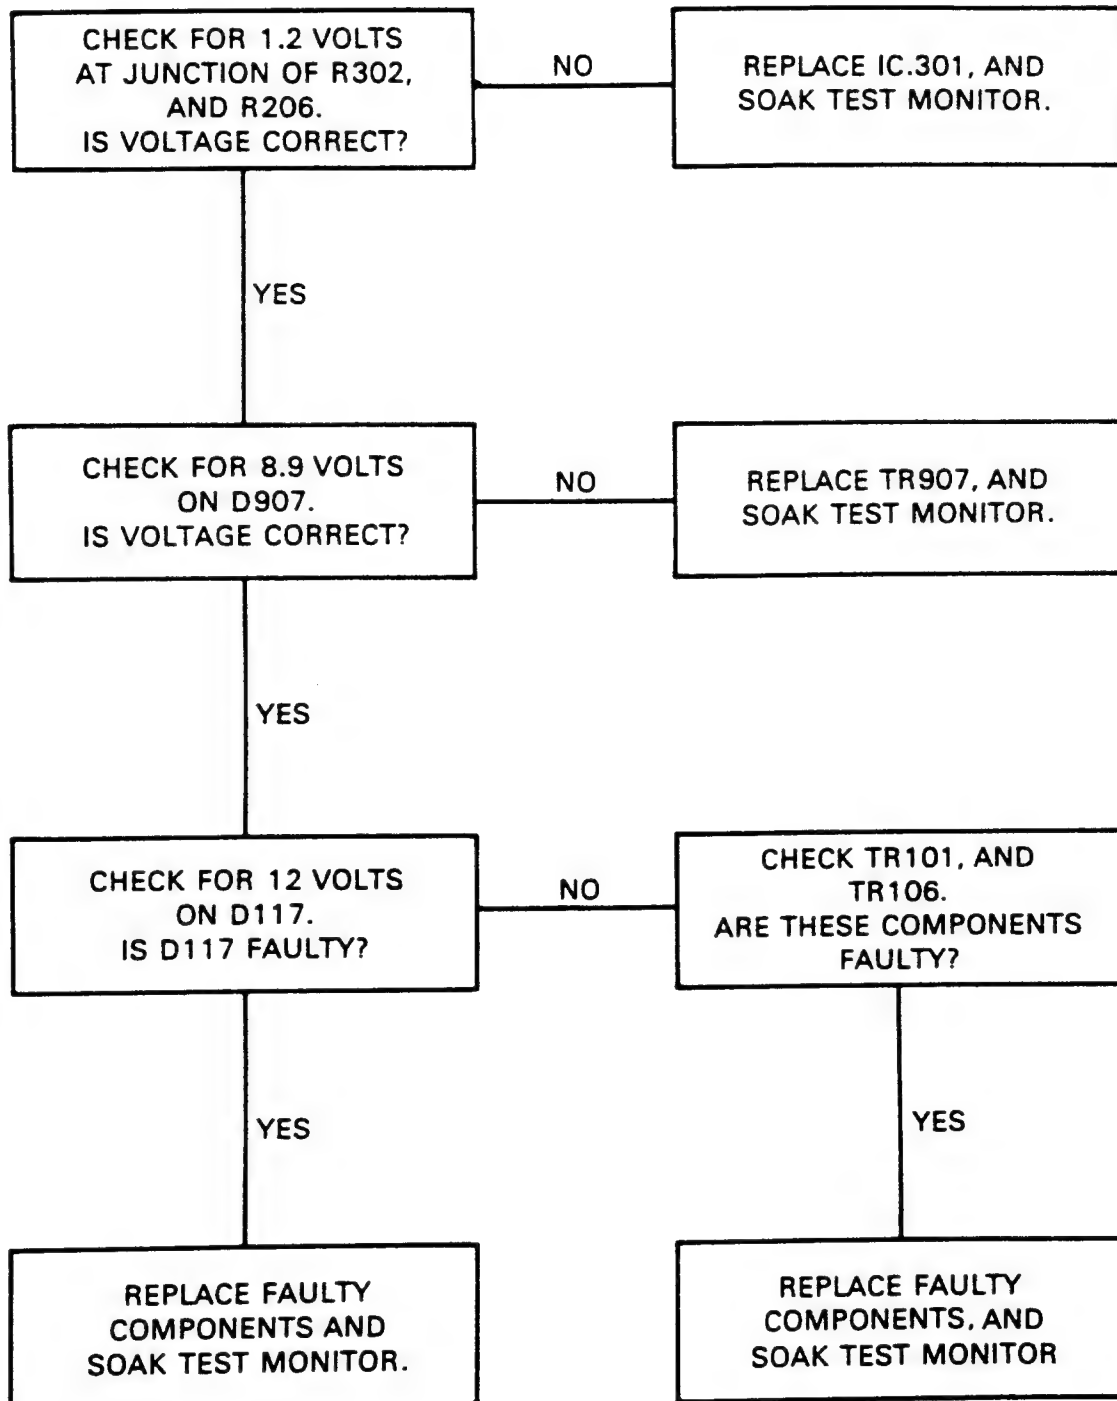 CHECK FOR 1.2 VOLTS
AT JUNCTION OF R302,
AND R206.
IS VOLTAGE CORRECT?
NO
REPLACE IC.301, AND
SOAK TEST MONITOR.
YES
CHECK FOR 8.9 VOLTS
ON D907.
IS VOLTAGE CORRECT?
NO
REPLACE TR907, AND
SOAK TEST MONITOR.
YES
CHECK FOR 12 VOLTS
ON D117.
IS D117 FAULTY?
NO
CHECK TR101, AND
TR106.
ARE THESE COMPONENTS
FAULTY?
YES
YES
REPLACE FAULTY
COMPONENTS AND
SOAK TEST MONITOR.
REPLACE FAULTY
COMPONENTS, AND
SOAK TEST MONITOR